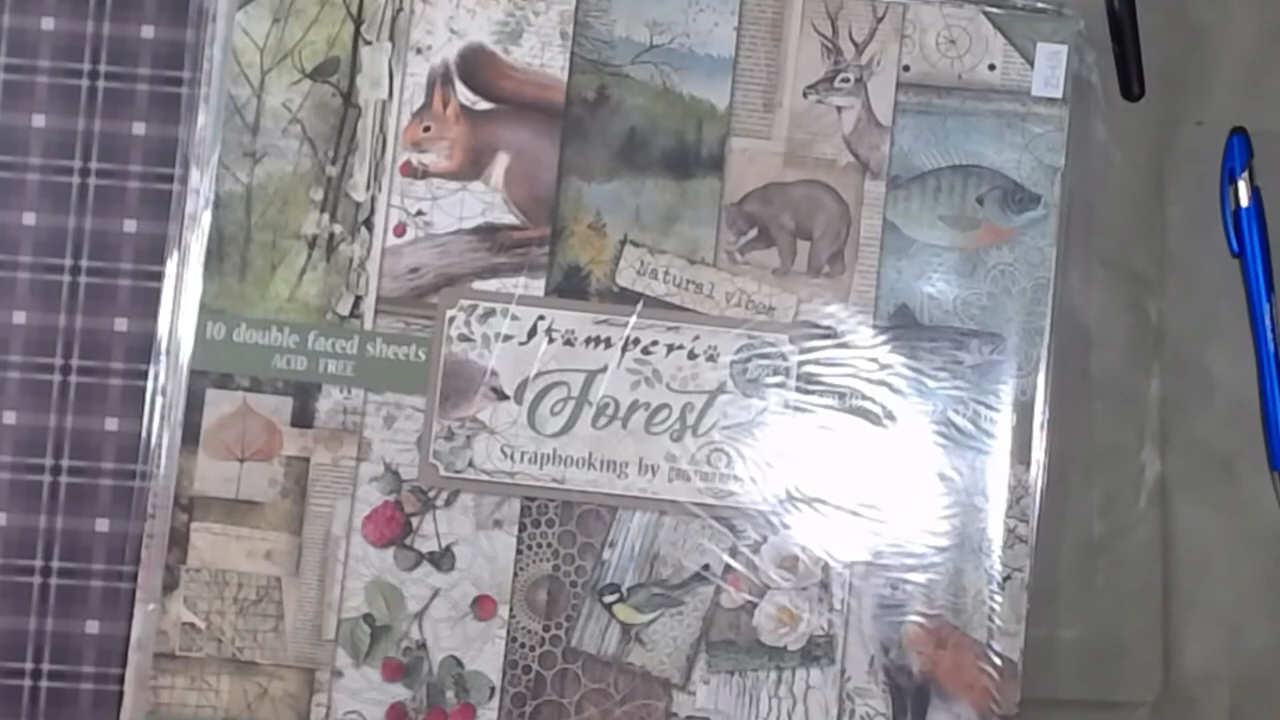 Natural vibes
10 double faced sheets
ACID FREE
Stamperia
Forest
Scrapbooking by